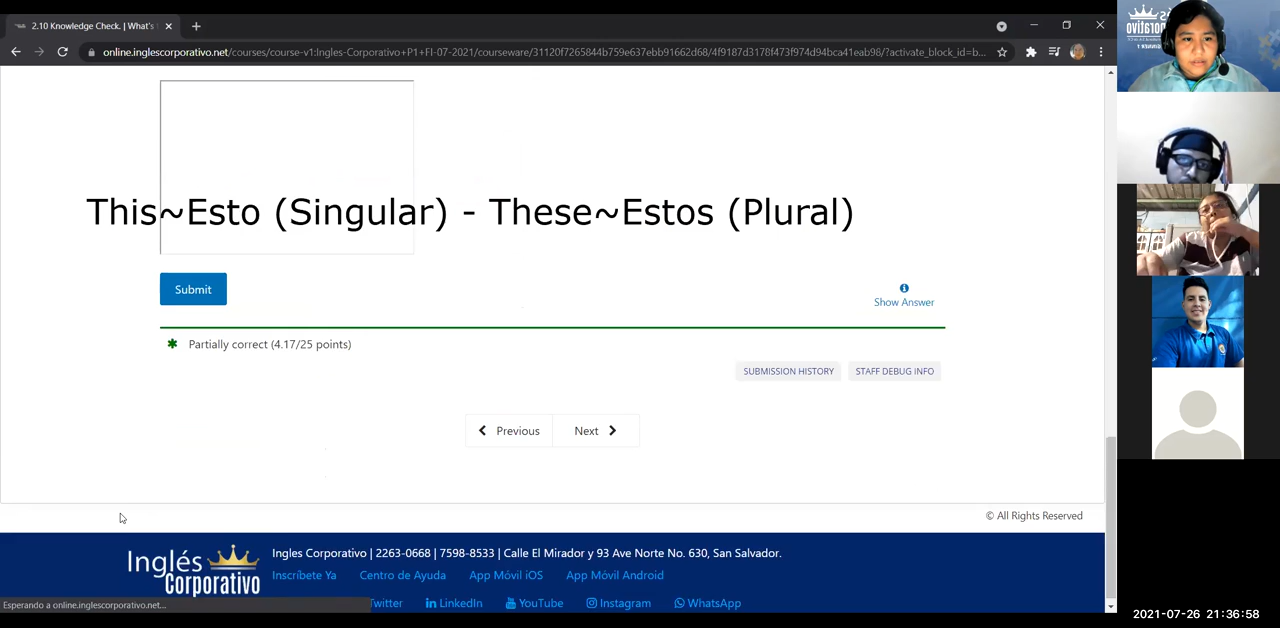 2.10 Knowledge Check. | What's
online.inglescorporativo.net/courses/course-v1:Ingles-Corporativo+P1+FI-07-2021/courseware/31120f7265844b759e637ebb91662d68/4f9187d3178f473f974d94bca41eab98/?activate_block_id=b...
This~Esto (Singular) - These~Estos (Plural)
Submit
Show Answer
Partially correct (4.17/25 points)
SUBMISSION HISTORY
STAFF DEBUG INFO
Previous
Next
© All Rights Reserved
Inglés Corporativo
Ingles Corporativo | 2263-0668 | 7598-8533 | Calle El Mirador y 93 Ave Norte No. 630, San Salvador.
Inscríbete Ya Centro de Ayuda App Móvil iOS App Móvil Android
Esperando a online.inglescorporativo.net...
Twitter LinkedIn YouTube Instagram WhatsApp
2021-07-26 21:36:58